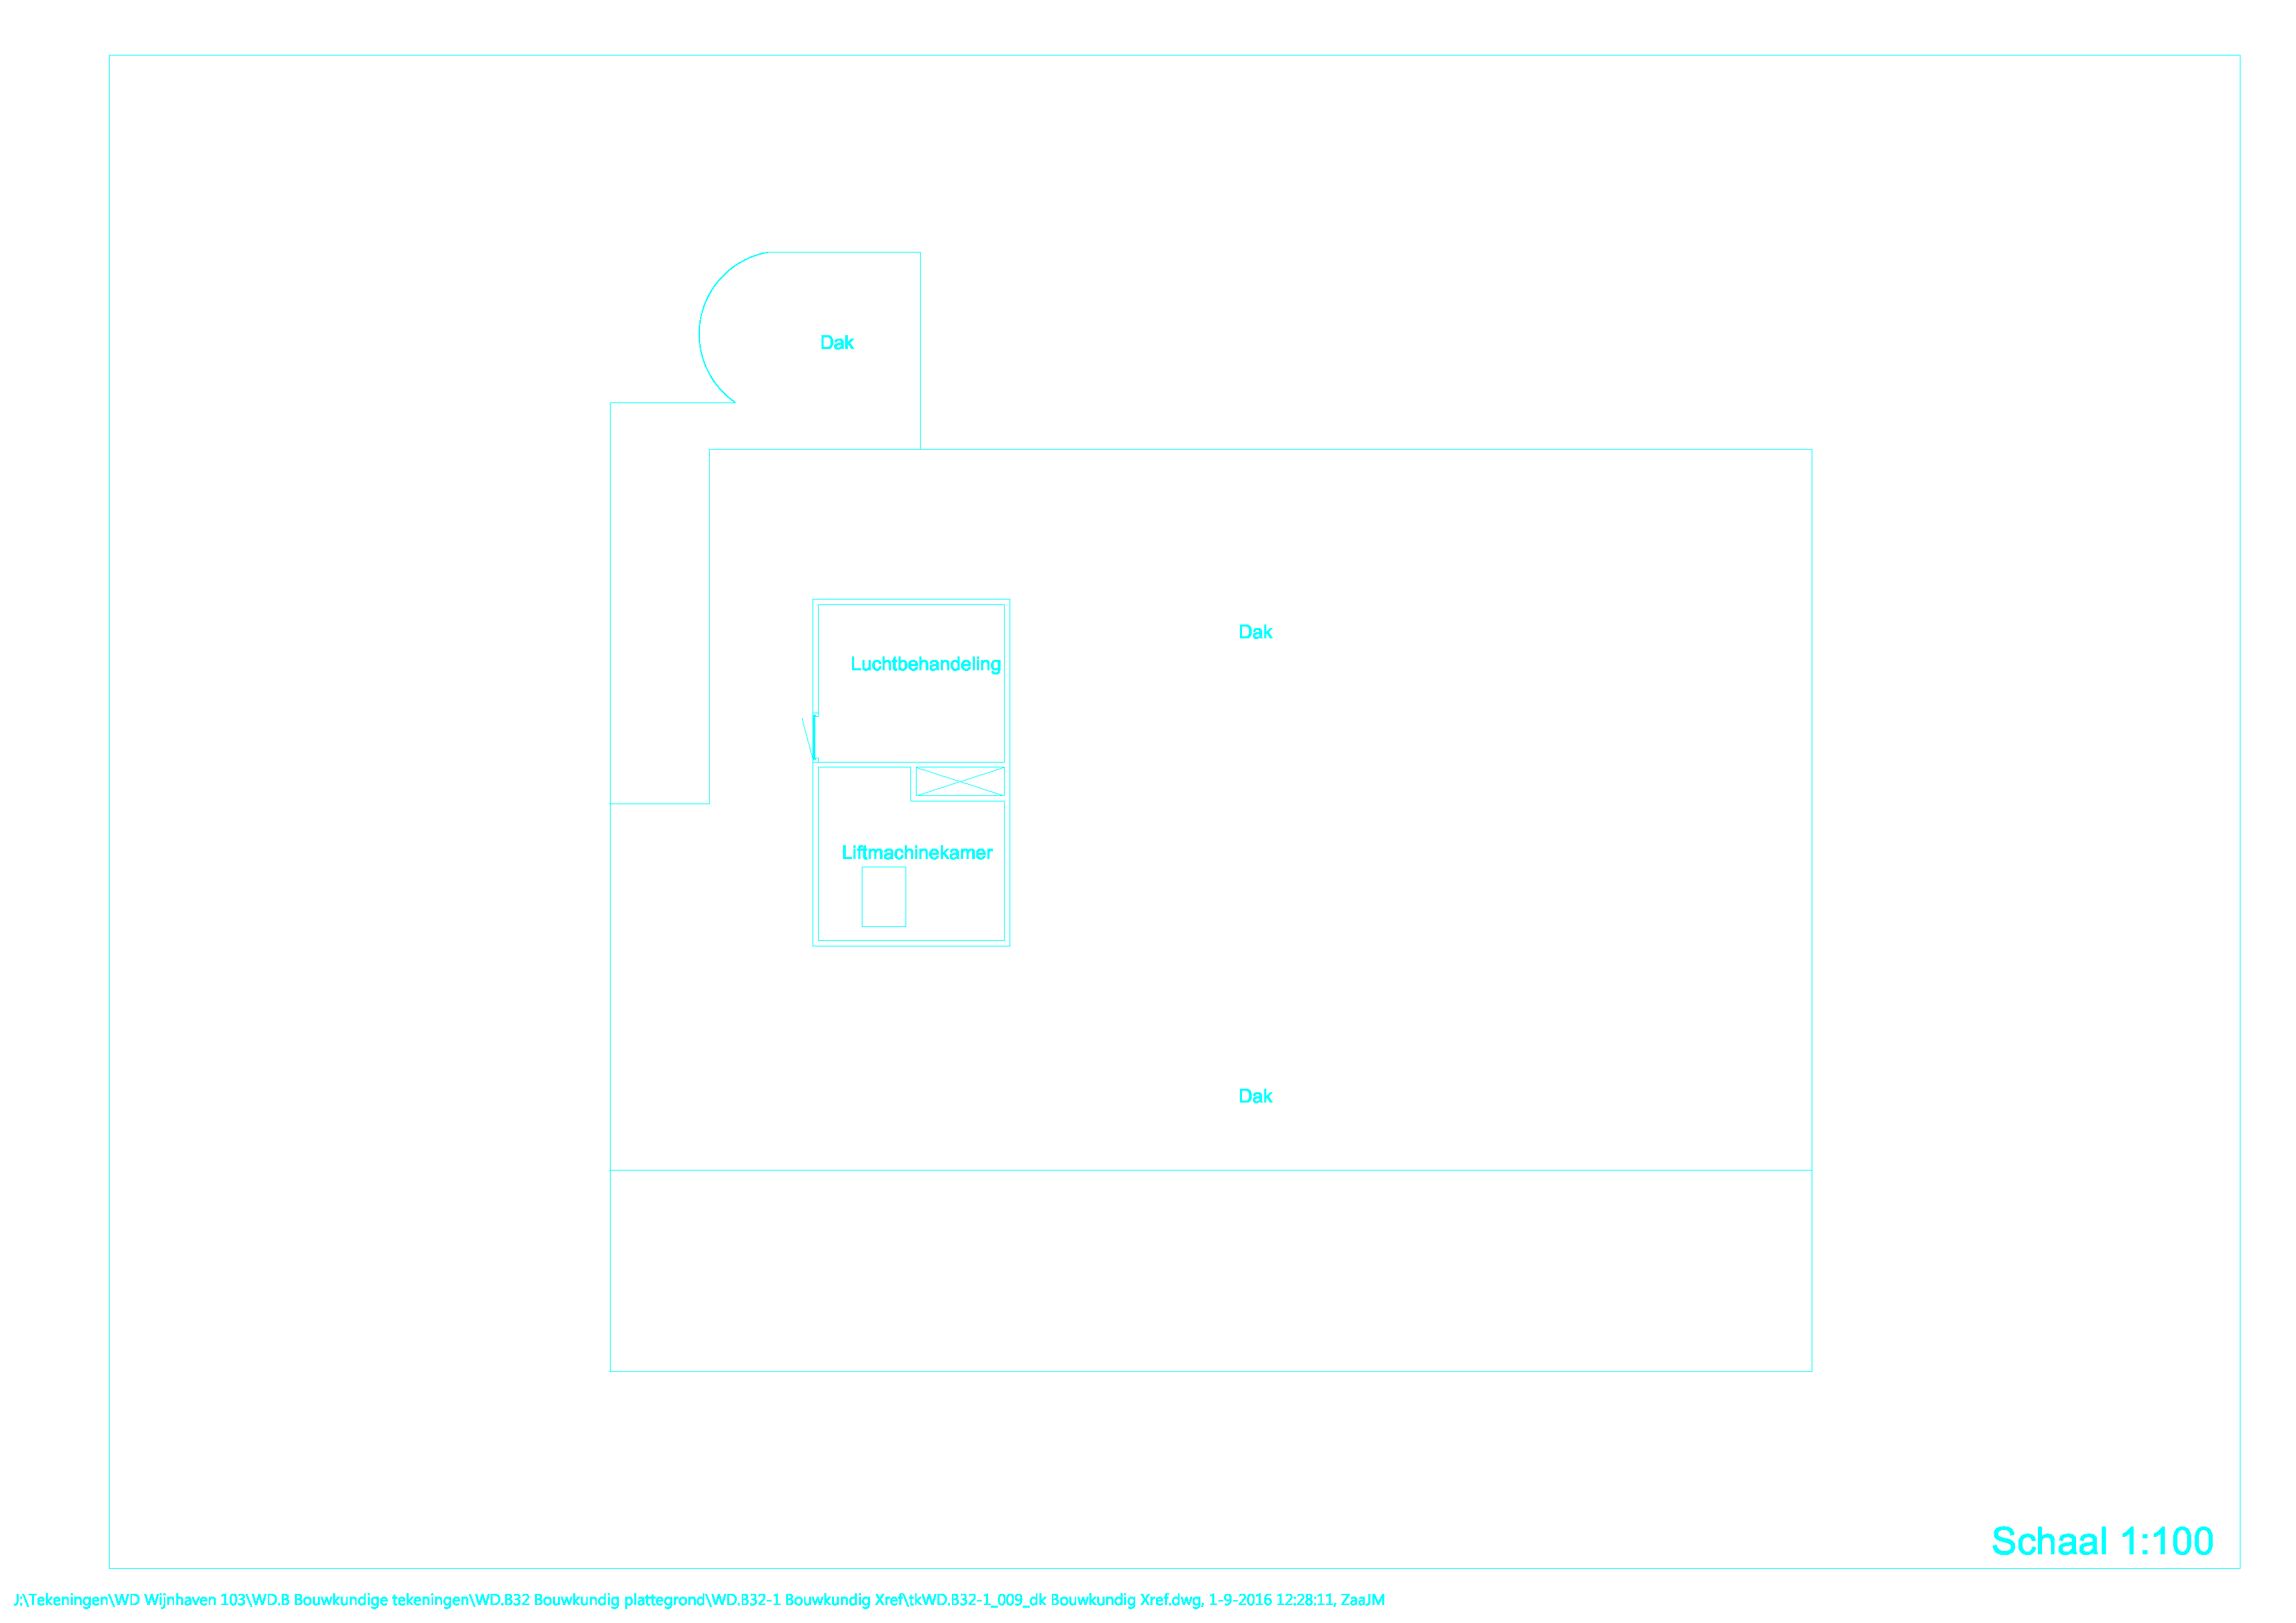 Dak
Dak
Luchtbehandeling
Liftmachinekamer
Dak
Schaal 1:100
J:\Tekeningen\WD Wijnhaven 103\WD.B Bouwkundige tekeningen\WD.B32 Bouwkundig plattegrond\WD.B32-1 Bouwkundig Xref\tkWD.B32-1_009_dk Bouwkundig Xref.dwg, 1-9-2016 12:28:11, ZaaJM